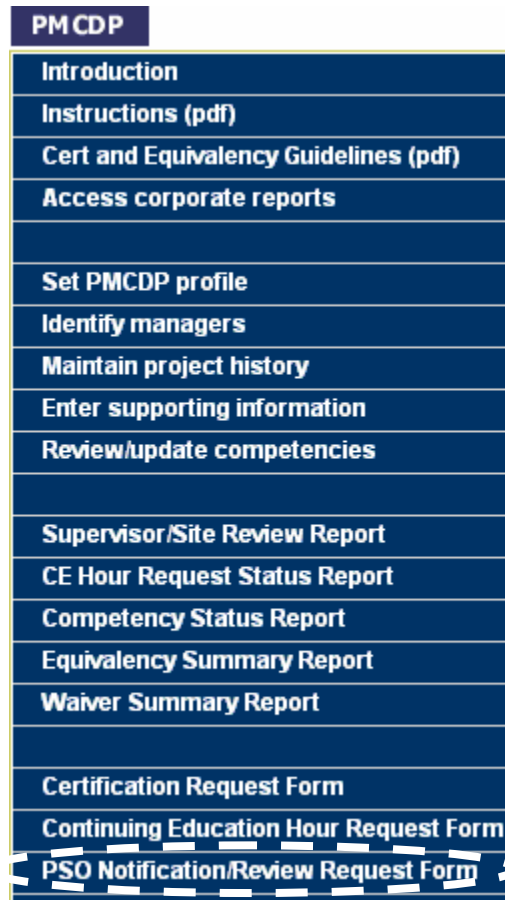 PMCDP
Introduction
Instructions (pdf)
Cert and Equivalency Guidelines (pdf)
Access corporate reports
Set PMCDP profile
Identify managers
Maintain project history
Enter supporting information
Review/update competencies
Supervisor/Site Review Report
CE Hour Request Status Report
Competency Status Report
Equivalency Summary Report
Waiver Summary Report
Certification Request Form
Continuing Education Hour Request Form
PSO Notification/Review Request Form